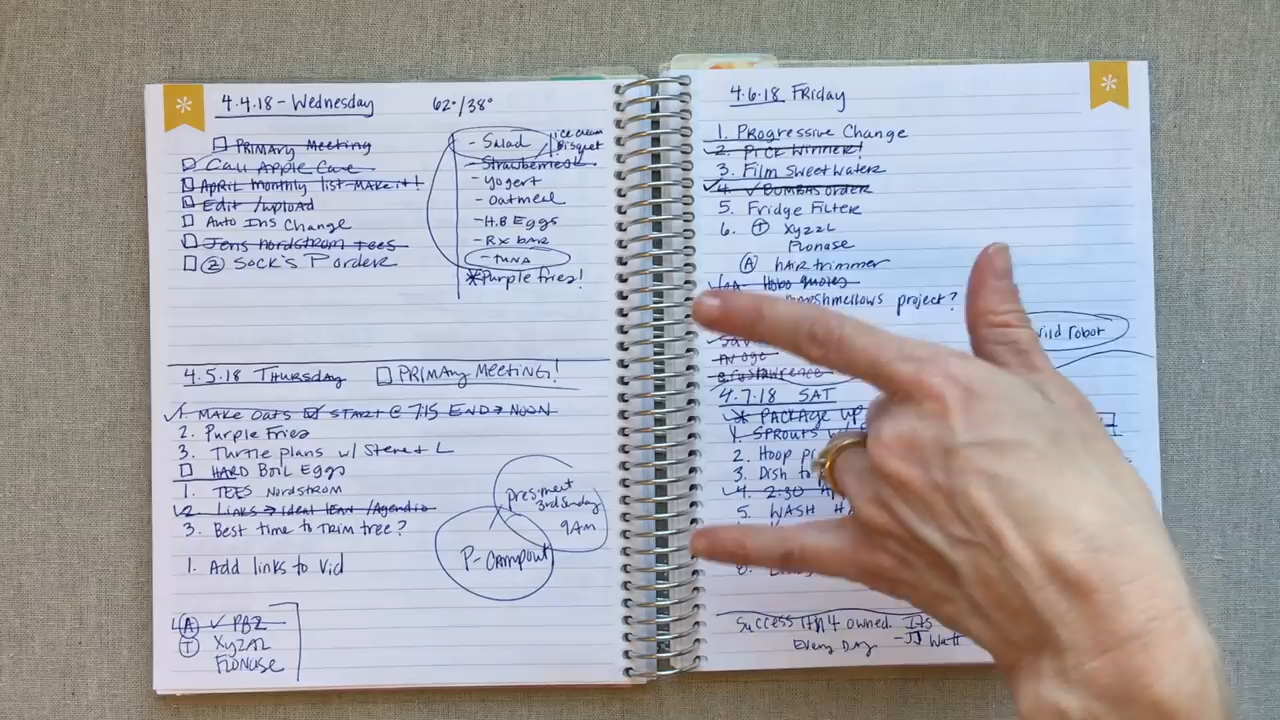 4.4.18 - Wednesday 62°/38°
PRIMARY Meeting
Call Apple Care
April monthly list MAKE it!
Edit /upload
Auto Ins Change
Jens Nordstrom tees
② Sock's P order
- Salad
ice cream
Bisquet
- Strawberries
- Yogert
- Oatmeal
- H.B Eggs
- Rx bar
- TUNA
*Purple fries!
4.5.18 Thursday PRIMARY MEETING!
1. MAKE oats START @ 7:15 END → NOON
2. Purple Fries
3. Turtle plans w/ Steve + L
HARD Boil Eggs
1. TEES Nordstrom
2. Links → ideal
3. Best time to TRIM tree?
1. Add links to vid
3rd Sunday
9AM
P- campout
Ⓐ ✓ PBZ
Ⓣ Xyzal
Flonase
4.6.18 Friday
1. Progressive Change
2. Pick Winner!
3. Film Sweetwater
4. ✓ BOMBAS order
5. Fridge Filter
6. Ⓣ Xyzzl
Flonase
Ⓐ hair trimmer
Hobo quotes
project?
robot
4.7.18 SAT
* PACKAGE up
1. Sprouts
2. Hoop
3. Dish
4. 2:30
5. WASH
8.
Success owned. Its
Every Day
- JJ Watt